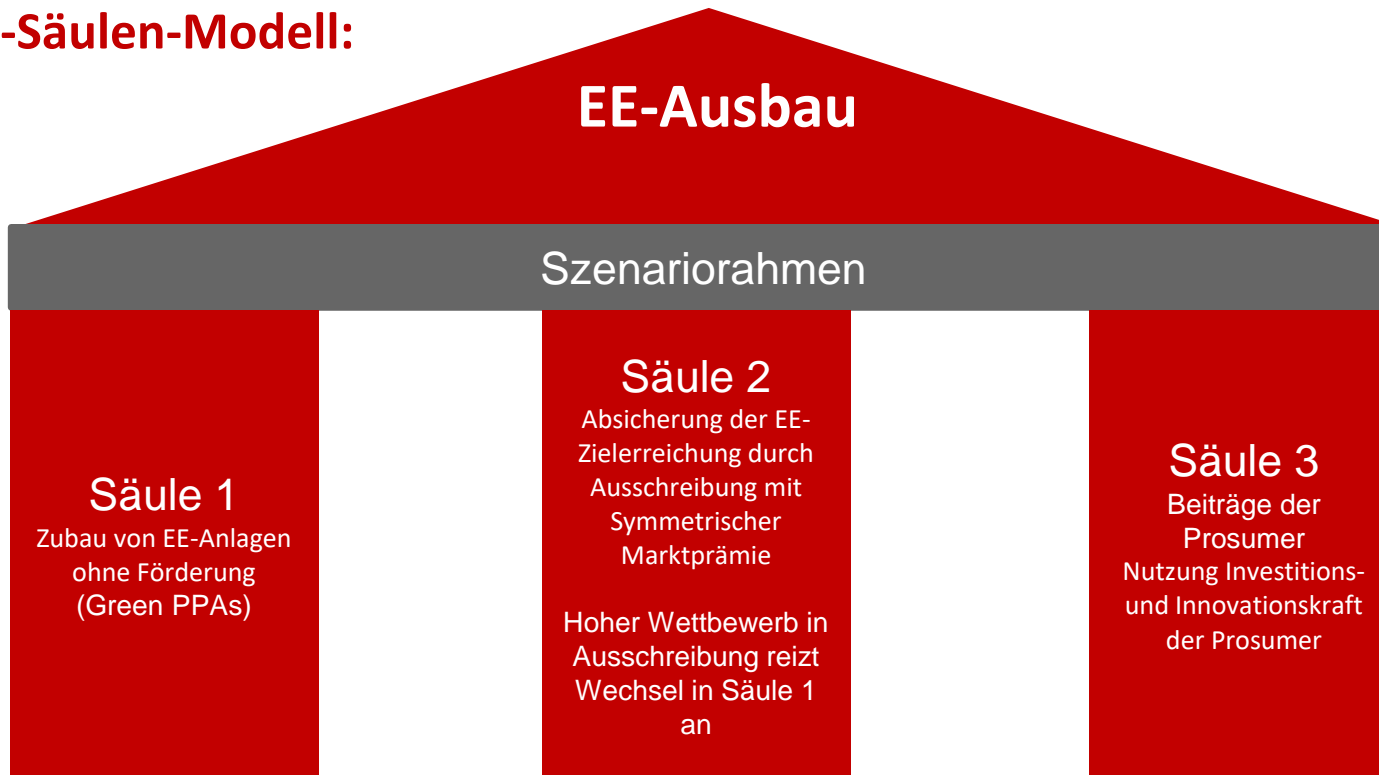 -Säulen-Modell:
EE-Ausbau
Szenariorahmen
Säule 1
Zubau von EE-Anlagen
ohne Förderung
(Green PPAs)
Säule 2
Absicherung der EE-
Zielerreichung durch
Ausschreibung mit
Symmetrischer
Marktprämie
Hoher Wettbewerb in
Ausschreibung reizt
Wechsel in Säule 1
an
Säule 3
Beiträge der
Prosumer
Nutzung Investitions-
und Innovationskraft
der Prosumer